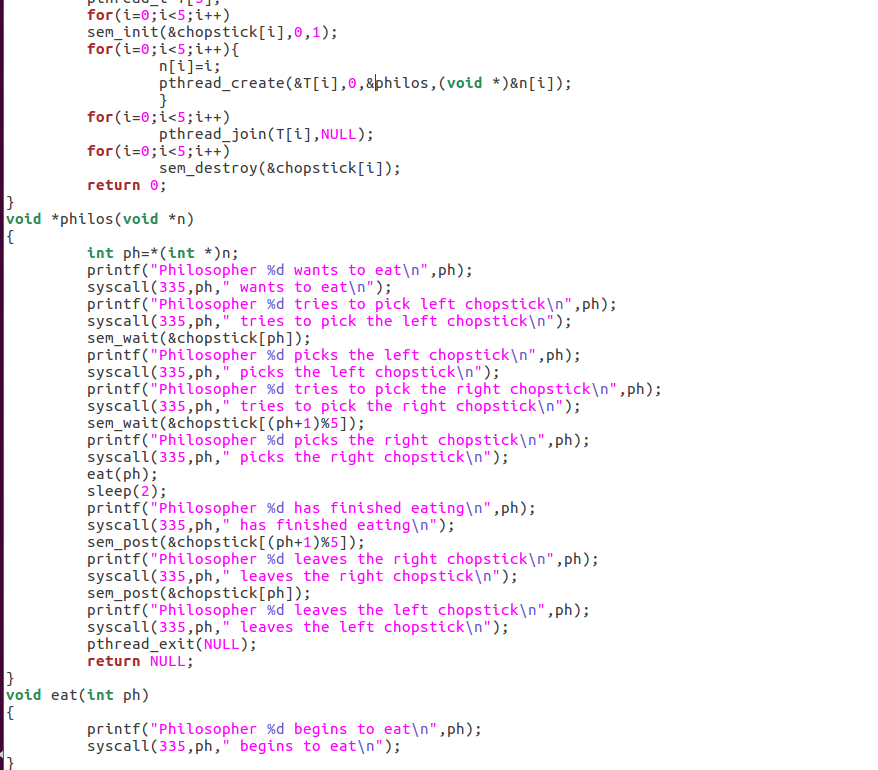 for(i=0;i<5;i++)
sem_init(&chopstick[i],0,1);
for(i=0;i<5;i++){
n[i]=i;
pthread_create(&T[i],0,&philos,(void *)&n[i]);
}
for(i=0;i<5;i++)
pthread_join(T[i],NULL);
for(i=0;i<5;i++)
sem_destroy(&chopstick[i]);
return 0;
}
void *philos(void *n)
{
int ph=*(int *)n;
printf("Philosopher %d wants to eat\n",ph);
syscall(335,ph," wants to eat\n");
printf("Philosopher %d tries to pick left chopstick\n",ph);
syscall(335,ph," tries to pick the left chopstick\n");
sem_wait(&chopstick[ph]);
printf("Philosopher %d picks the left chopstick\n",ph);
syscall(335,ph," picks the left chopstick\n");
printf("Philosopher %d tries to pick the right chopstick\n",ph);
syscall(335,ph," tries to pick the right chopstick\n");
sem_wait(&chopstick[(ph+1)%5]);
printf("Philosopher %d picks the right chopstick\n",ph);
syscall(335,ph," picks the right chopstick\n");
eat(ph);
sleep(2);
printf("Philosopher %d has finished eating\n",ph);
syscall(335,ph," has finished eating\n");
sem_post(&chopstick[(ph+1)%5]);
printf("Philosopher %d leaves the right chopstick\n",ph);
syscall(335,ph," leaves the right chopstick\n");
sem_post(&chopstick[ph]);
printf("Philosopher %d leaves the left chopstick\n",ph);
syscall(335,ph," leaves the left chopstick\n");
pthread_exit(NULL);
return NULL;
}
void eat(int ph)
{
printf("Philosopher %d begins to eat\n",ph);
syscall(335,ph," begins to eat\n");
}